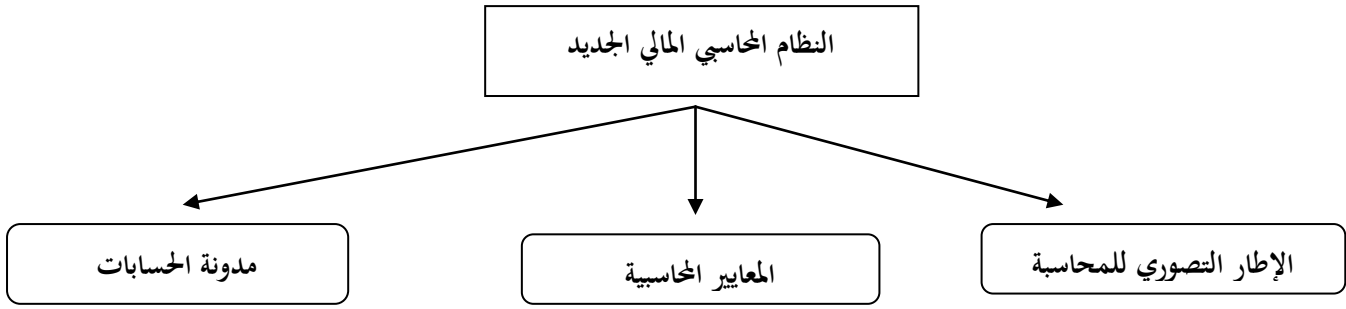 النظام المحاسبي المالي الجديد
الإطار التصوري للمحاسبة
المعايير المحاسبية
مدونة الحسابات